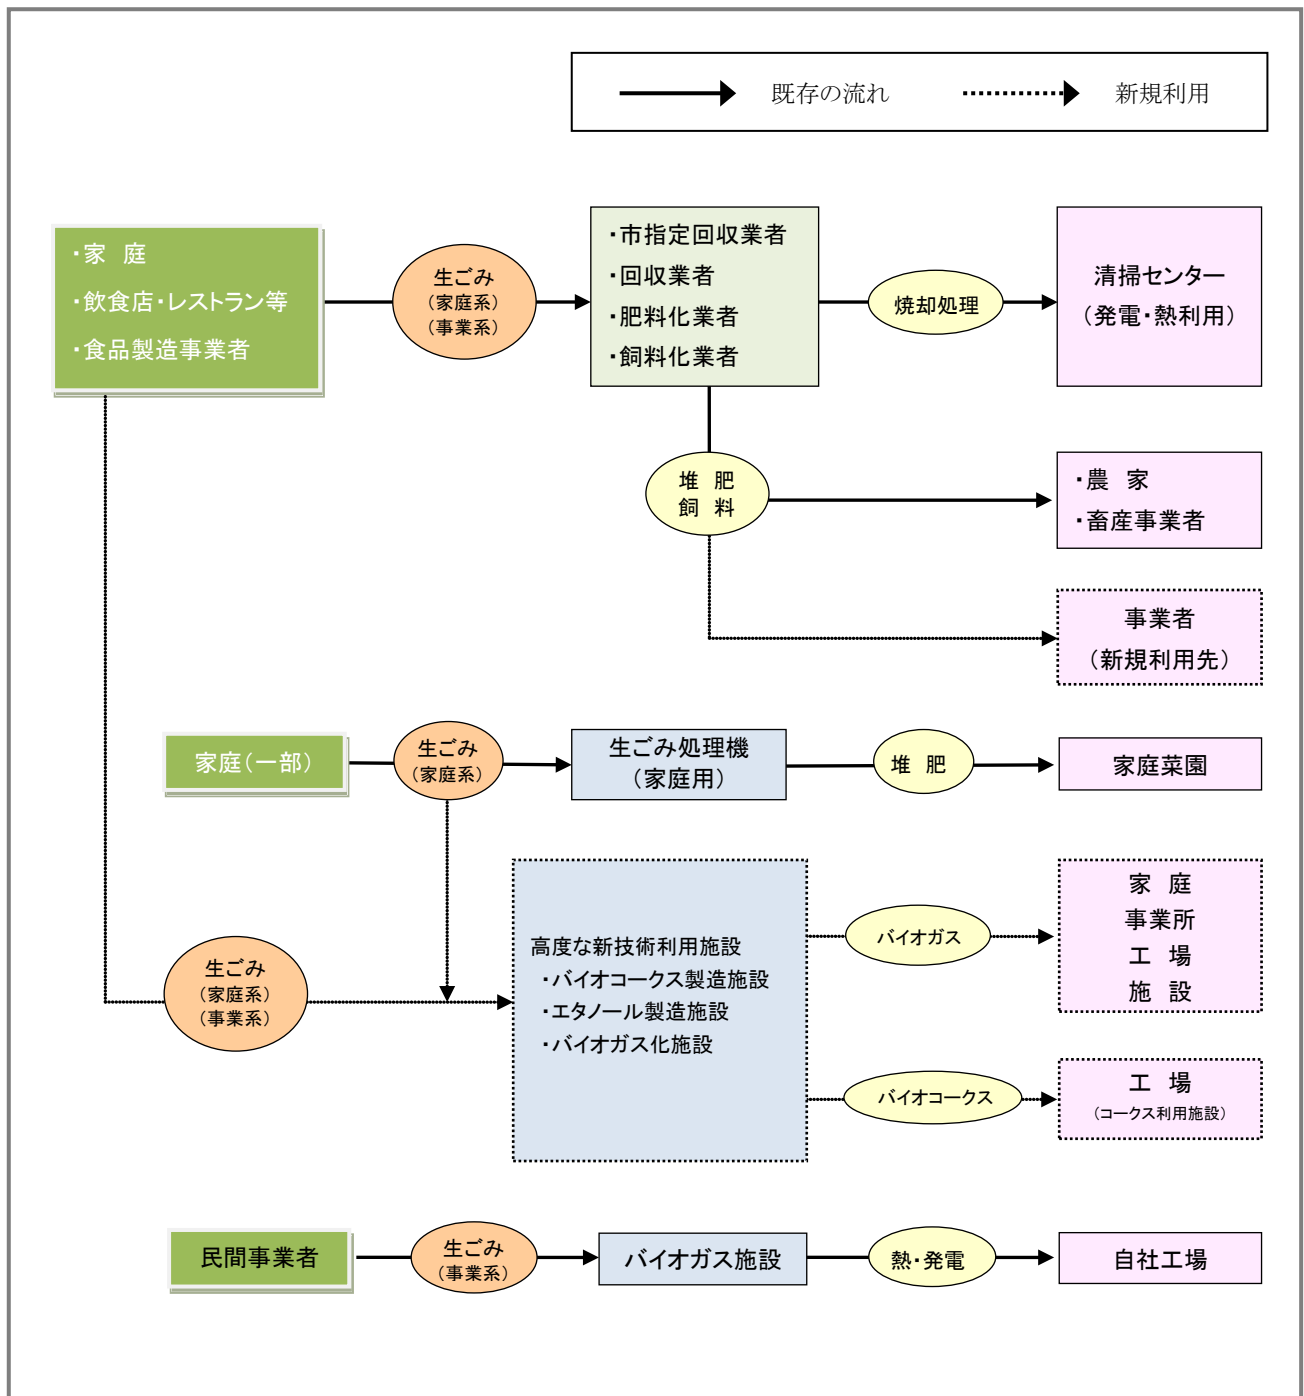 既存の流れ
新規利用
・家　庭
・飲食店・レストラン等
・食品製造事業者
生ごみ
（家庭系）
（事業系）
・市指定回収業者
・回収業者
・肥料化業者
・飼料化業者
焼却処理
清掃センター
（発電・熱利用）
堆　肥
飼　料
・農　家
・畜産事業者
事業者
（新規利用先）
家庭（一部）
生ごみ
（家庭系）
生ごみ処理機
（家庭用）
堆　肥
家庭菜園
生ごみ
（家庭系）
（事業系）
高度な新技術利用施設
・バイオコークス製造施設
・エタノール製造施設
・バイオガス化施設
バイオガス
家　庭
事業所
工　場
施　設
バイオコークス
工　場
（コークス利用施設）
民間事業者
生ごみ
（事業系）
バイオガス施設
熱・発電
自社工場